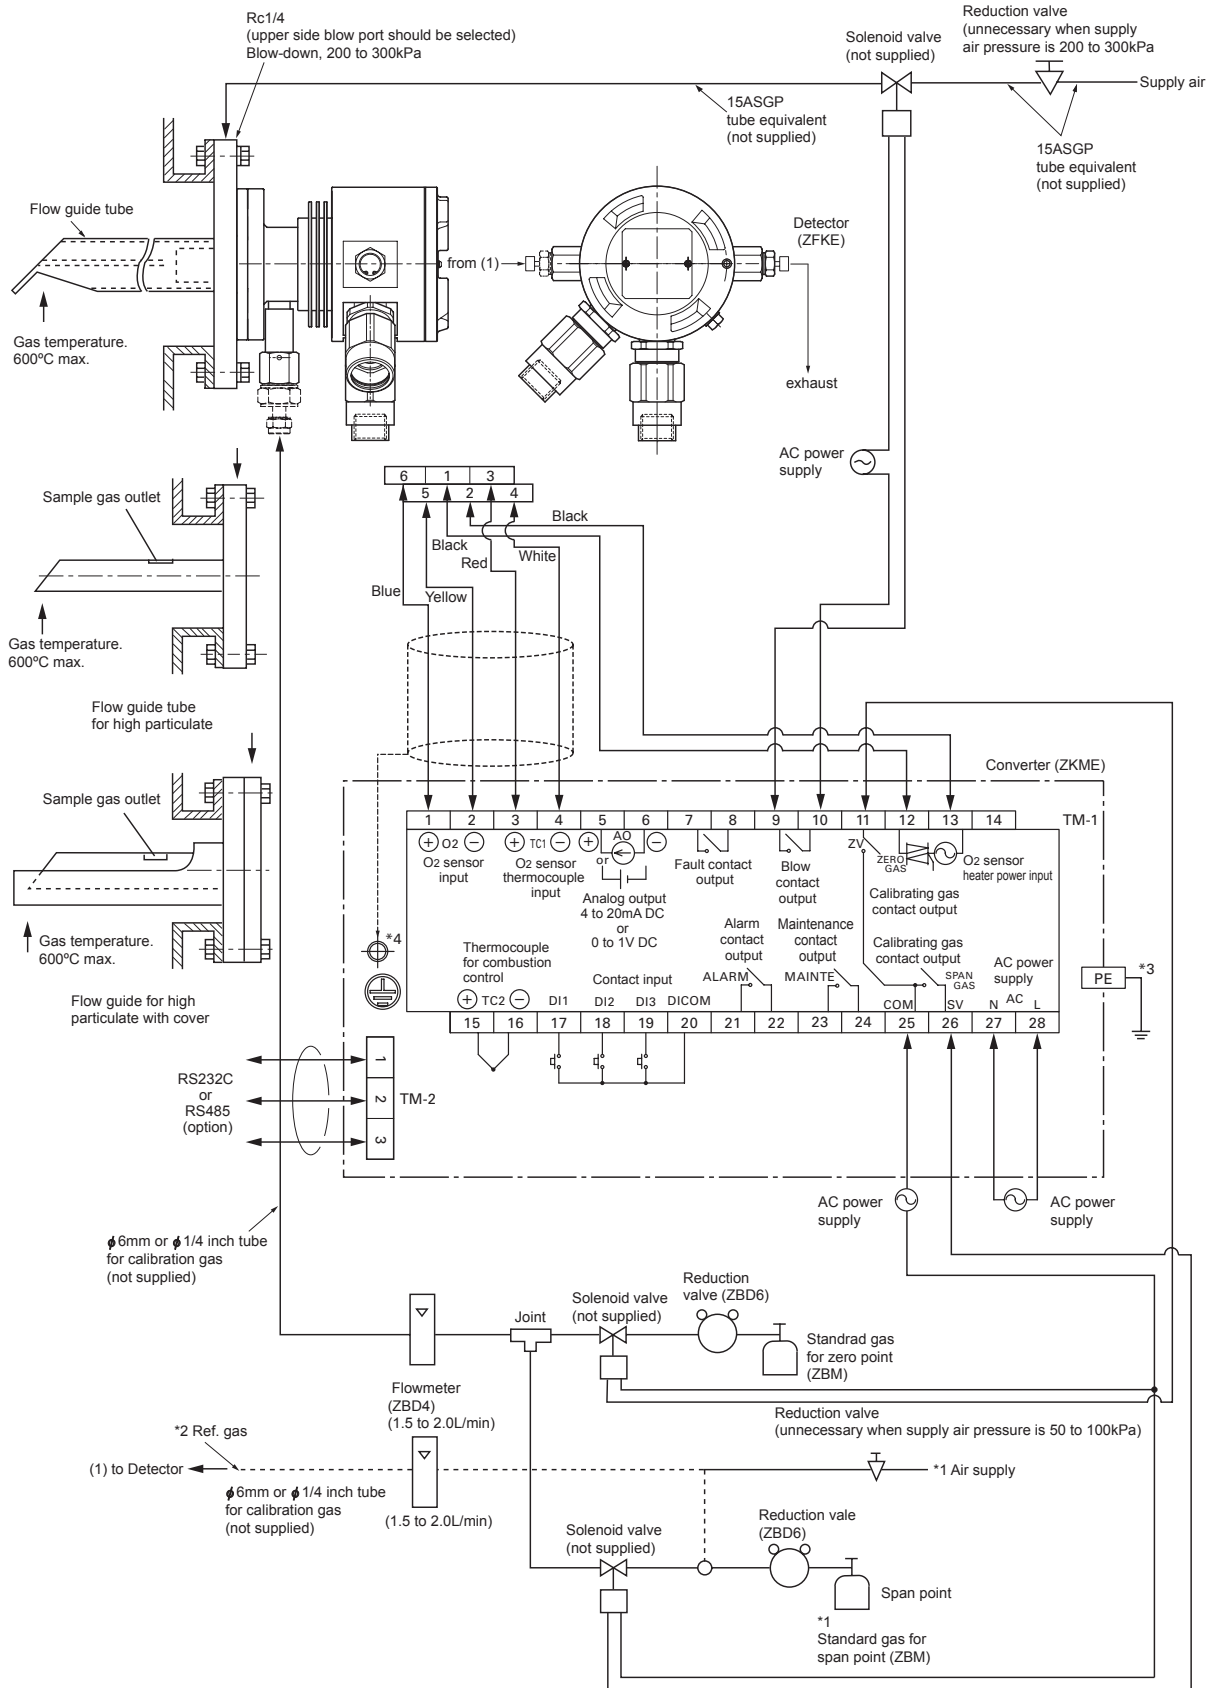 Rc1/4
(upper side blow port should be selected)
Blow-down, 200 to 300kPa
Solenoid valve
(not supplied)
Reduction valve
(unnecessary when supply
air pressure is 200 to 300kPa
Supply air
15ASGP
tube equivalent
(not supplied)
15ASGP
tube equivalent
(not supplied)
Flow guide tube
from (1)
Detector
(ZFKE)
Gas temperature.
600ºC max.
exhaust
AC power
supply
6 1 3
5 2 4
Black
Black
White
Red
Blue
Yellow
Sample gas outlet
Gas temperature.
600ºC max.
Flow guide tube
for high particulate
Converter (ZKME)
Sample gas outlet
Gas temperature.
600ºC max.
Flow guide for high
particulate with cover
1 2 3 4 5 6 7 8 9 10 11 12 13 14
TM-1
+ O2 −
O2 sensor
input
+ TC1 −
O2 sensor
thermocouple
input
+ AO −
or
Analog output
4 to 20mA DC
or
0 to 1V DC
Fault contact
output
Blow
contact
output
ZV
ZERO
GAS
Calibrating gas
contact output
O2 sensor
heater power input
*4
Thermocouple
for combustion
control
+ TC2 −
Contact input
DI1 DI2 DI3 DICOM
Alarm
contact
output
ALARM
Maintenance
contact
output
MAINTE
Calibrating gas
contact output
SPAN
GAS
COM SV
AC power
supply
N AC L
PE
*3
15 16 17 18 19 20 21 22 23 24 25 26 27 28
RS232C
or
RS485
(option)
1
2
3
TM-2
AC power
supply
AC power
supply
ϕ6mm or ϕ1/4 inch tube
for calibration gas
(not supplied)
Joint
Solenoid valve
(not supplied)
Reduction
valve (ZBD6)
Standrad gas
for zero point
(ZBM)
Flowmeter
(ZBD4)
(1.5 to 2.0L/min)
Reduction valve
(unnecessary when supply air pressure is 50 to 100kPa)
*2 Ref. gas
(1) to Detector
*1 Air supply
ϕ6mm or ϕ1/4 inch tube
for calibration gas
(not supplied)
(1.5 to 2.0L/min)
Solenoid valve
(not supplied)
Reduction vale
(ZBD6)
Span point
*1
Standard gas for
span point (ZBM)